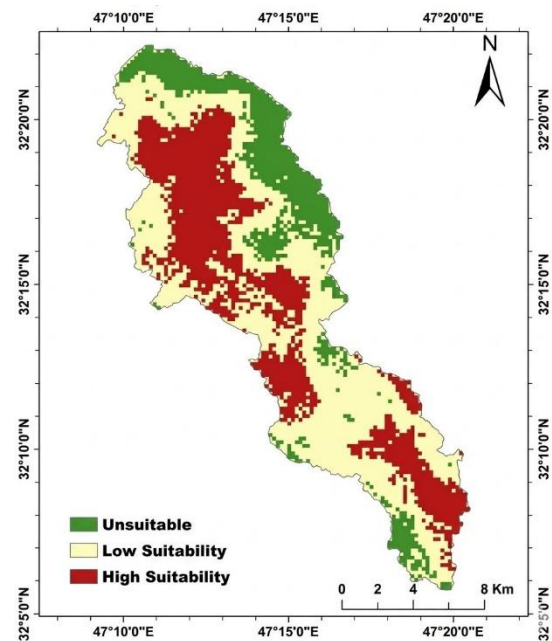 47°10'0"E 47°15'0"E 47°20'0"E
N
32°20'0"N 32°20'0"N
32°15'0"N 32°15'0"N
32°10'0"N 32°10'0"N
Unsuitable
Low Suitability
High Suitability
0 2 4 8 Km
32°5'0"N 32°5'0"N
47°10'0"E 47°15'0"E 47°20'0"E